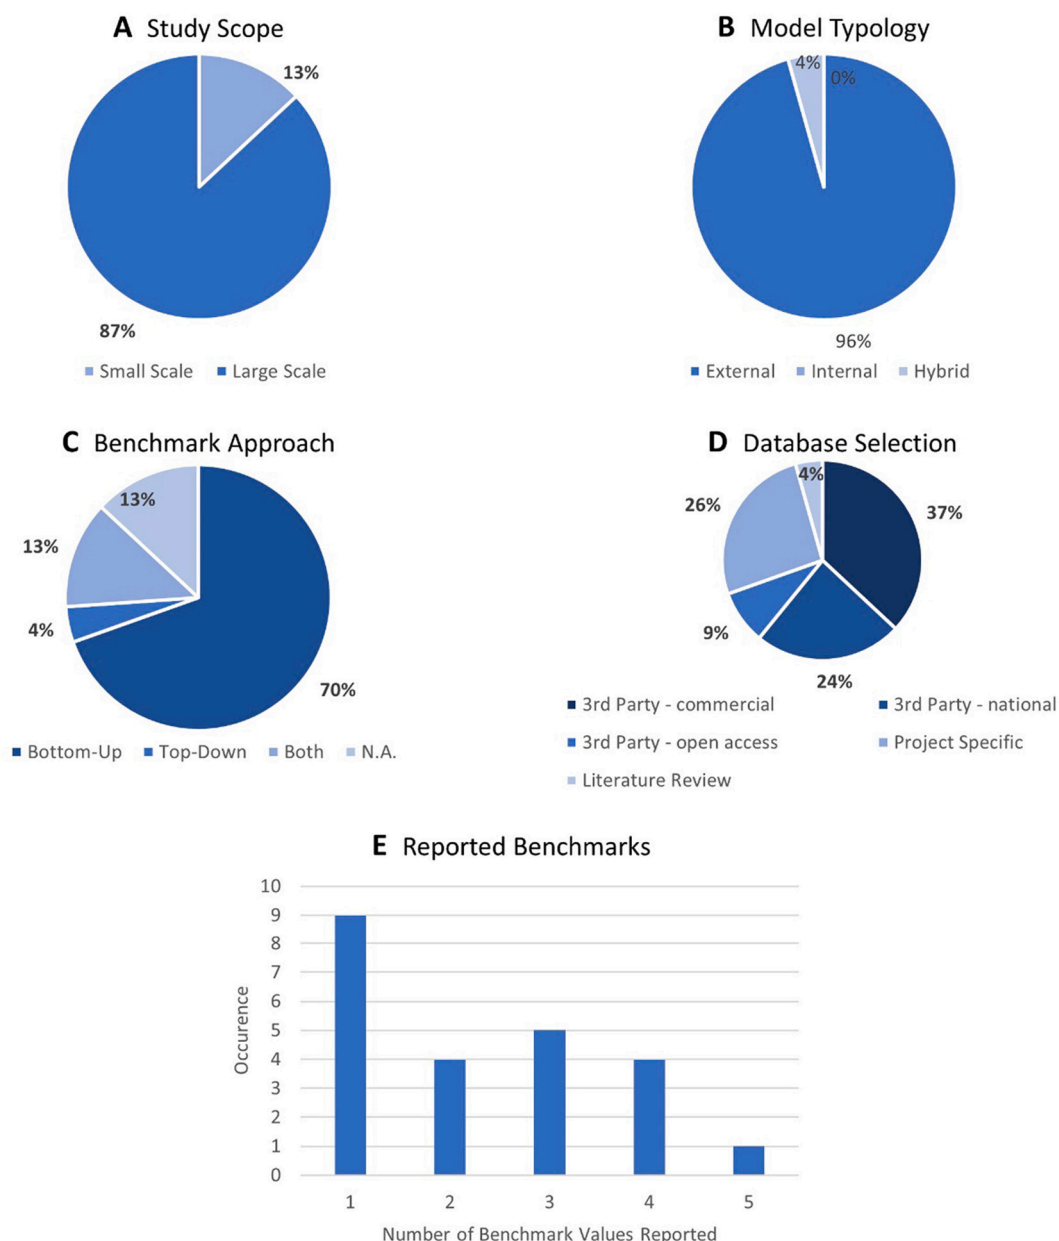 A Study Scope
13%
87%
Small Scale Large Scale
B Model Typology
4%
0%
96%
External Internal Hybrid
C Benchmark Approach
13%
13%
4%
70%
Bottom-Up Top-Down Both N.A.
D Database Selection
4%
26%
37%
9%
24%
3rd Party - commercial 3rd Party - national
3rd Party - open access Project Specific
Literature Review
E Reported Benchmarks
10
9
8
7
6
5
4
3
2
1
0
Occurence
1 2 3 4 5
Number of Benchmark Values Reported